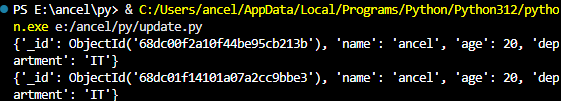 PS E:\ancel\py> & C:/Users/ancel/AppData/Local/Programs/Python/Python312/pytho
n.exe e:/ancel/py/update.py
{'_id': ObjectId('68dc00f2a10f44be95cb213b'), 'name': 'ancel', 'age': 20, 'dep
artment': 'IT'}
{'_id': ObjectId('68dc01f14101a07a2cc9bbe3'), 'name': 'ancel', 'age': 20, 'dep
artment': 'IT'}